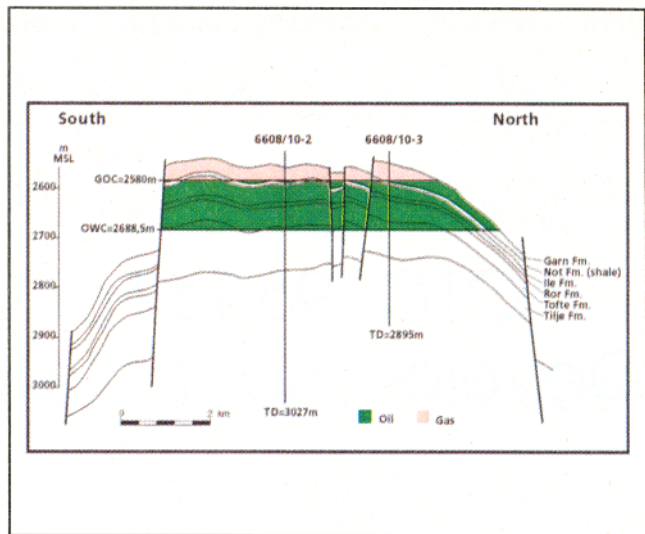 South
North
6608/10-2
6608/10-3
m
MSL
GOC=2580m
2600
OWC=2688,5m
2700
2800
2900
3000
Garn Fm.
Not Fm. (shale)
Ile Fm.
Ror Fm.
Tofte Fm.
Tilje Fm.
TD=2895m
0 2 km
TD=3027m
Oil
Gas